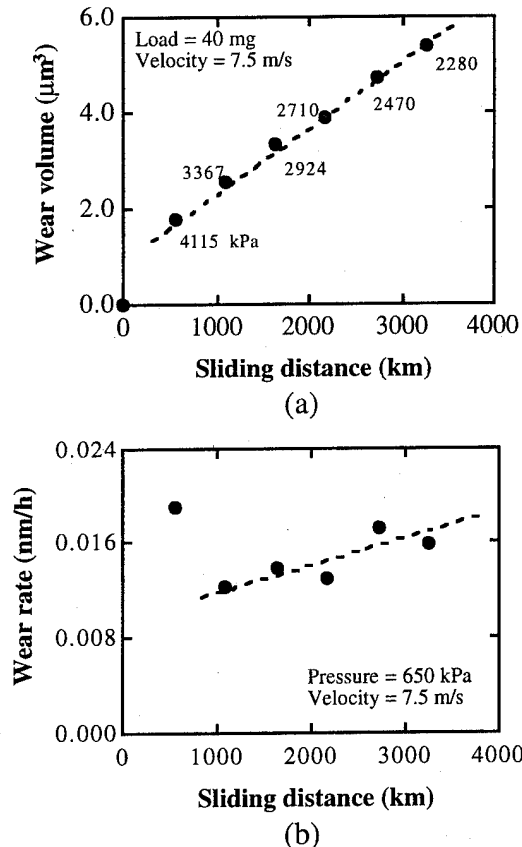 Load = 40 mg
Velocity = 7.5 m/s
6.0
4.0
2.0
0.0
Wear volume (µm³)
2280
2710
2470
3367
2924
4115 kPa
0
1000
2000
3000
4000
Sliding distance (km)
(a)
0.024
0.016
0.008
0.000
Wear rate (nm/h)
Pressure = 650 kPa
Velocity = 7.5 m/s
0
1000
2000
3000
4000
Sliding distance (km)
(b)